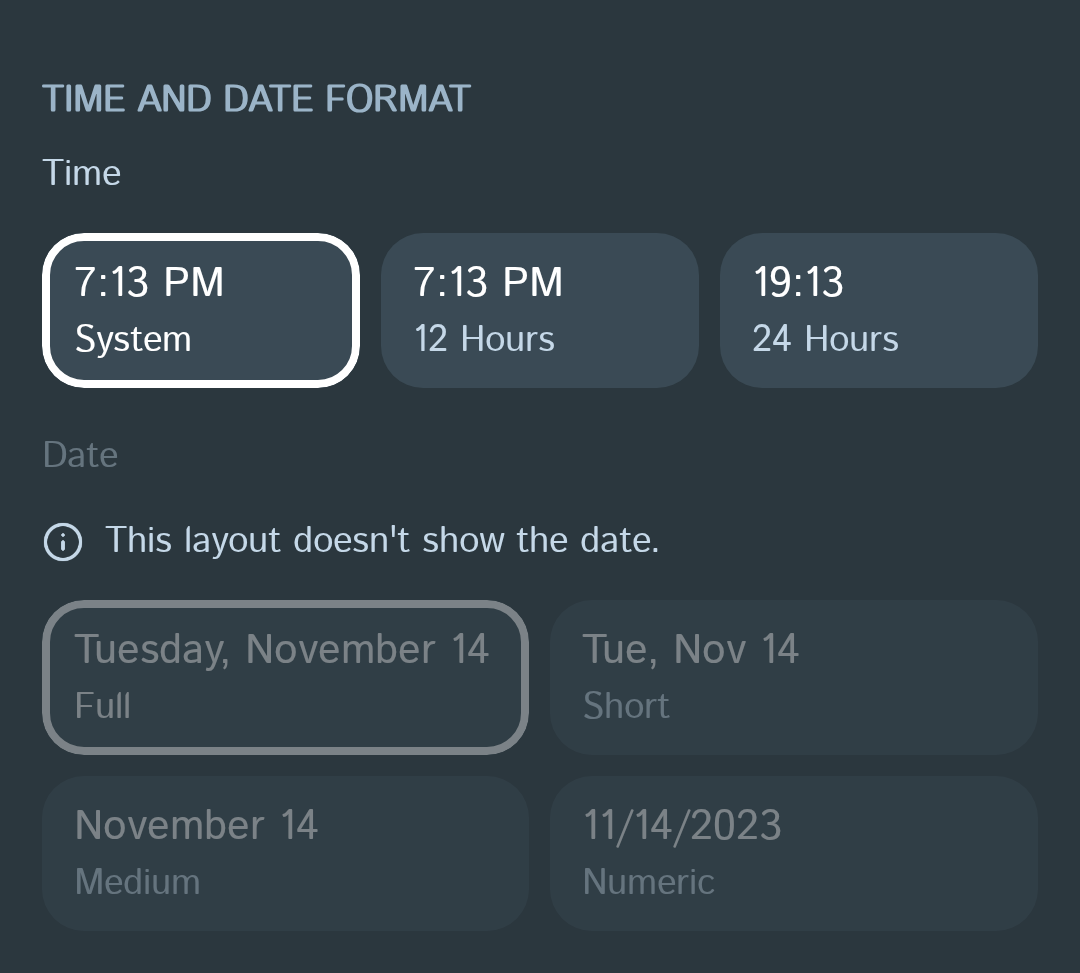 TIME AND DATE FORMAT
Time
7:13 PM
System
7:13 PM
12 Hours
19:13
24 Hours
Date
This layout doesn't show the date.
Tuesday, November 14
Full
Tue, Nov 14
Short
November 14
Medium
11/14/2023
Numeric